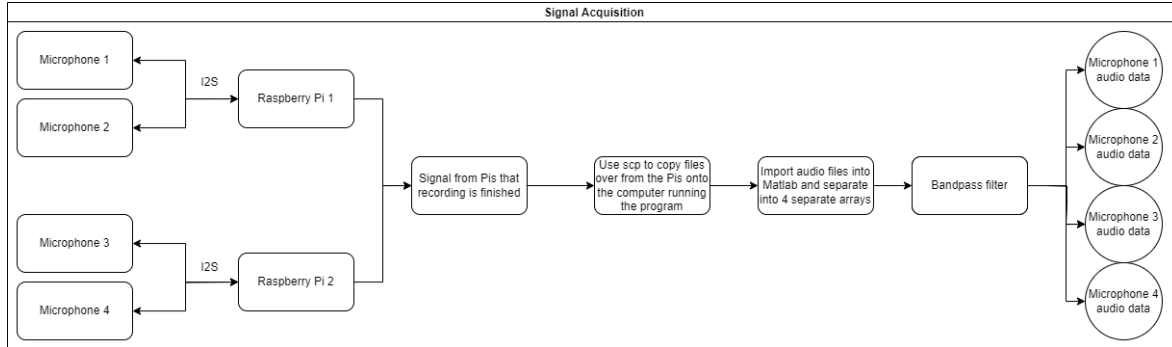 Signal Acquisition
Microphone 1
Microphone 2
I2S
Raspberry Pi 1
Microphone 3
Microphone 4
I2S
Raspberry Pi 2
Signal from Pis that
recording is finished
Use scp to copy files
over from the Pis onto
the computer running
the program
Import audio files into
Matlab and separate
into 4 separate arrays
Bandpass filter
Microphone 1
audio data
Microphone 2
audio data
Microphone 3
audio data
Microphone 4
audio data